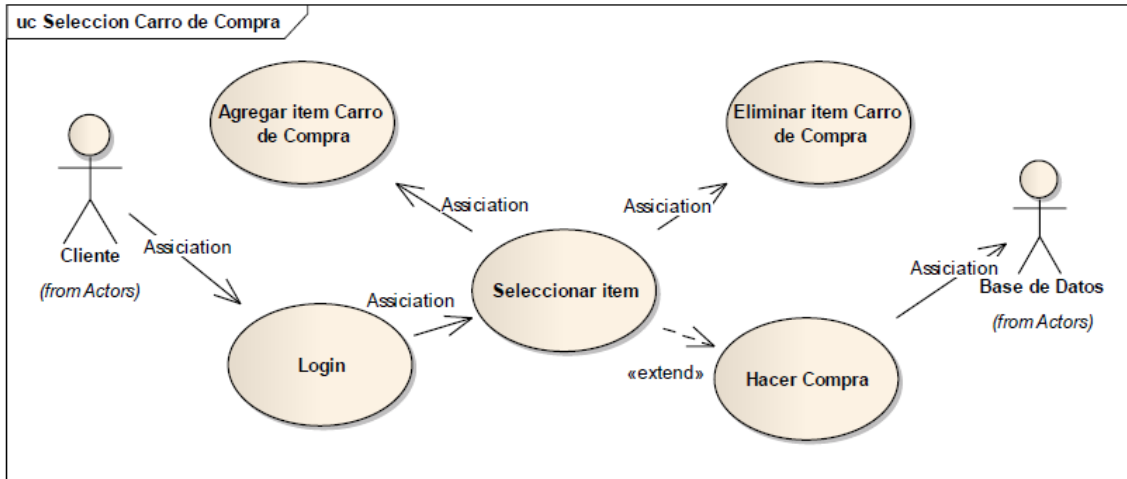 uc Seleccion Carro de Compra
Agregar item Carro
de Compra
Eliminar item Carro
de Compra
Cliente
(from Actors)
Assiciation
Assiciation
Assiciation
Assiciation
Seleccionar item
Login
«extend»
Hacer Compra
Assiciation
Base de Datos
(from Actors)